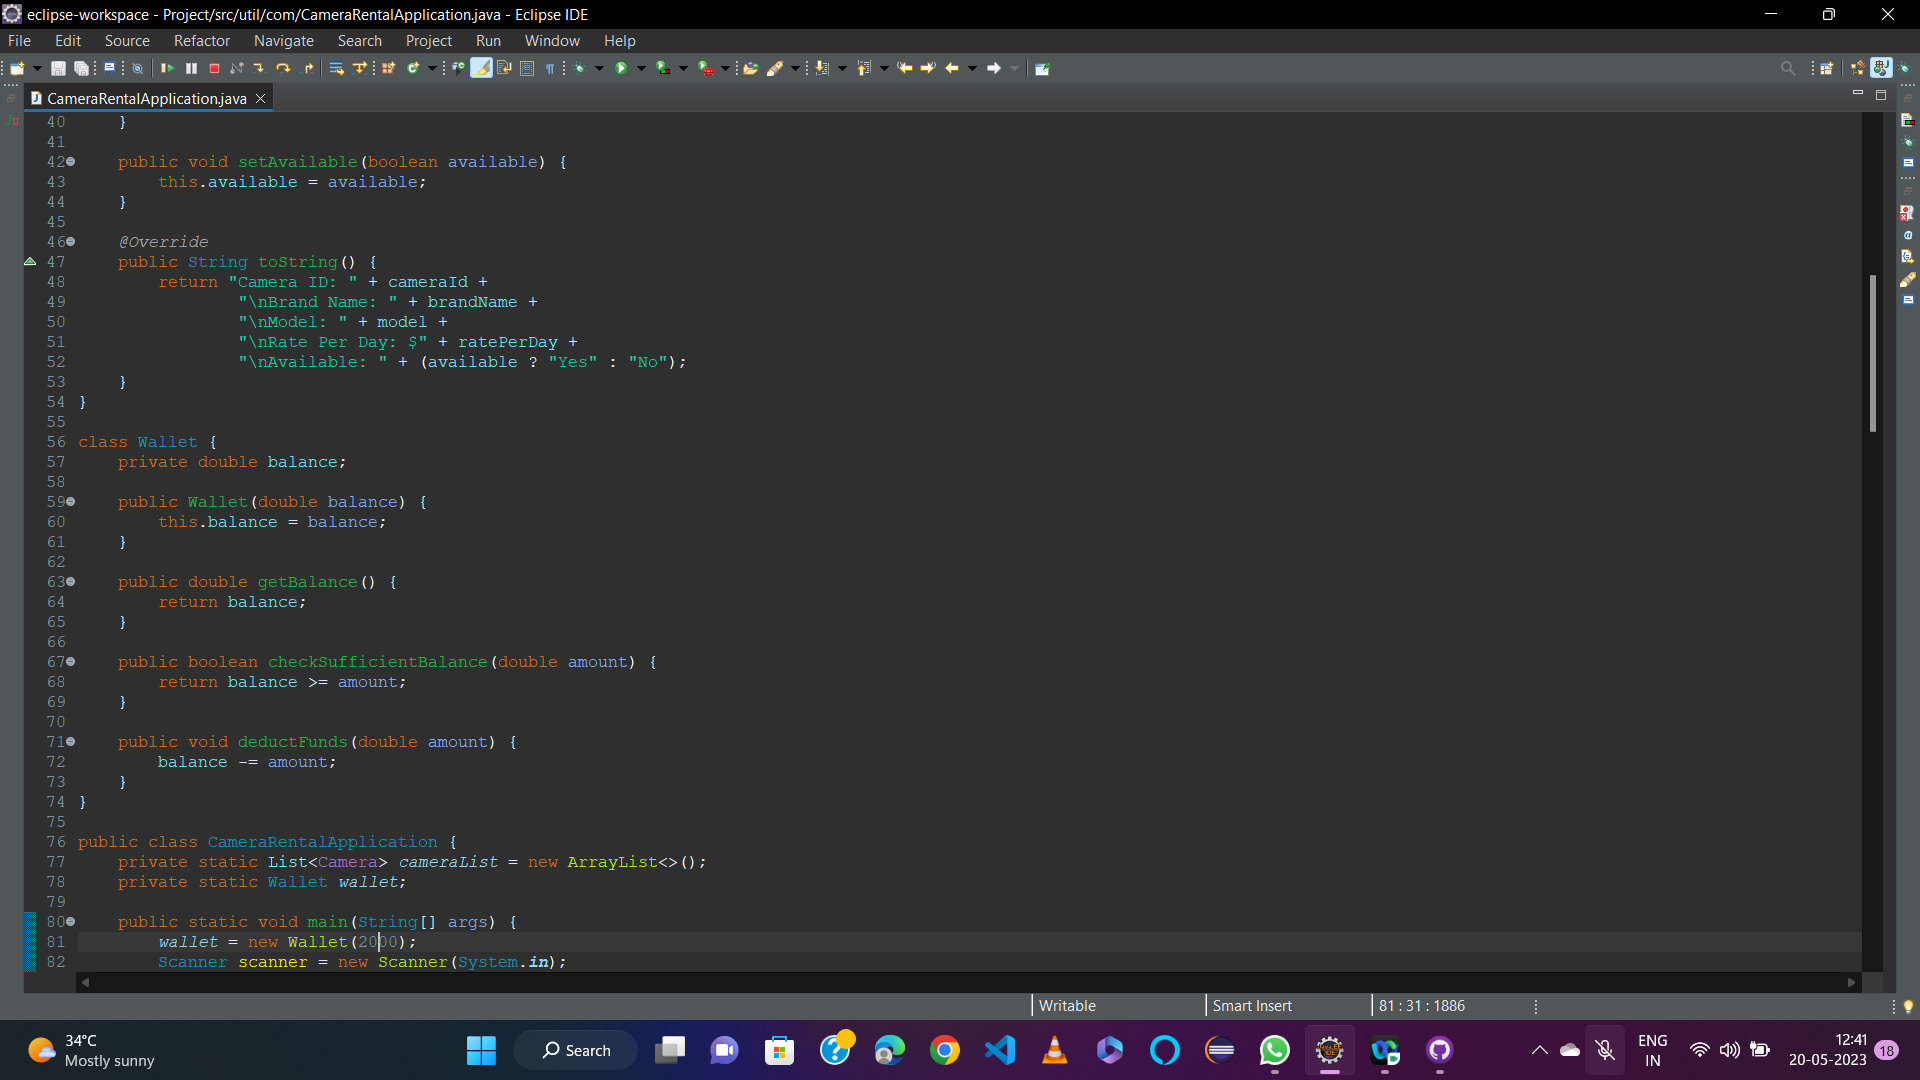 eclipse-workspace - Project/src/util/com/CameraRentalApplication.java - Eclipse IDE
File Edit Source Refactor Navigate Search Project Run Window Help
CameraRentalApplication.java
40 }
41
42 public void setAvailable(boolean available) {
43 this.available = available;
44 }
45
46 @Override
47 public String toString() {
48 return "Camera ID: " + cameraId +
49 "\nBrand Name: " + brandName +
50 "\nModel: " + model +
51 "\nRate Per Day: $" + ratePerDay +
52 "\nAvailable: " + (available ? "Yes" : "No");
53 }
54 }
55
56 class Wallet {
57 private double balance;
58
59 public Wallet(double balance) {
60 this.balance = balance;
61 }
62
63 public double getBalance() {
64 return balance;
65 }
66
67 public boolean checkSufficientBalance(double amount) {
68 return balance >= amount;
69 }
70
71 public void deductFunds(double amount) {
72 balance -= amount;
73 }
74 }
75
76 public class CameraRentalApplication {
77 private static List<Camera> cameraList = new ArrayList<>();
78 private static Wallet wallet;
79
80 public static void main(String[] args) {
81 wallet = new Wallet(2000);
82 Scanner scanner = new Scanner(System.in);
Writable Smart Insert 81 : 31 : 1886
34°C
Mostly sunny
Search
ENG
IN
12:41
20-05-2023
18